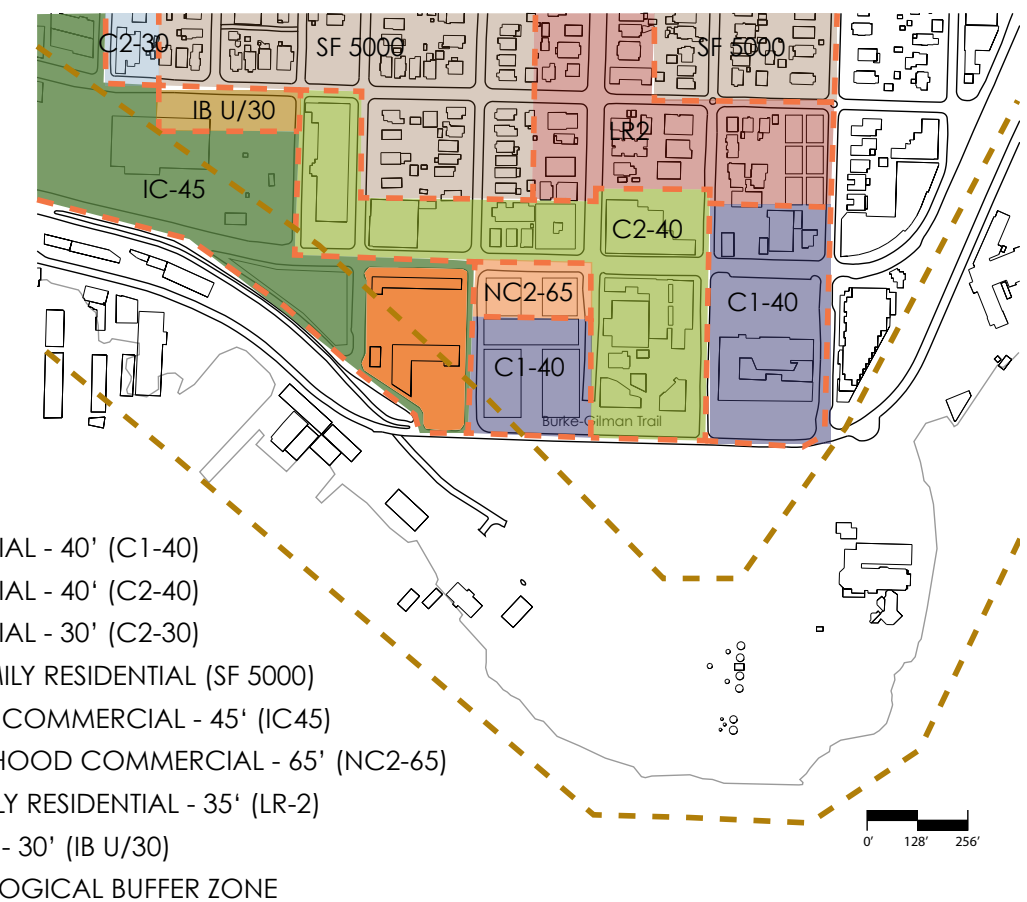 C2-30
SF 5000
SF 5000
IB U/30
LR2
IC-45
C2-40
NC2-65
C1-40
C1-40
Burke-Gilman Trail
IAL - 40’ (C1-40)
IAL - 40‘ (C2-40)
IAL - 30’ (C2-30)
MILY RESIDENTIAL (SF 5000)
COMMERCIAL - 45‘ (IC45)
HOOD COMMERCIAL - 65’ (NC2-65)
LY RESIDENTIAL - 35‘ (LR-2)
- 30’ (IB U/30)
OGICAL BUFFER ZONE
0’ 128’ 256’